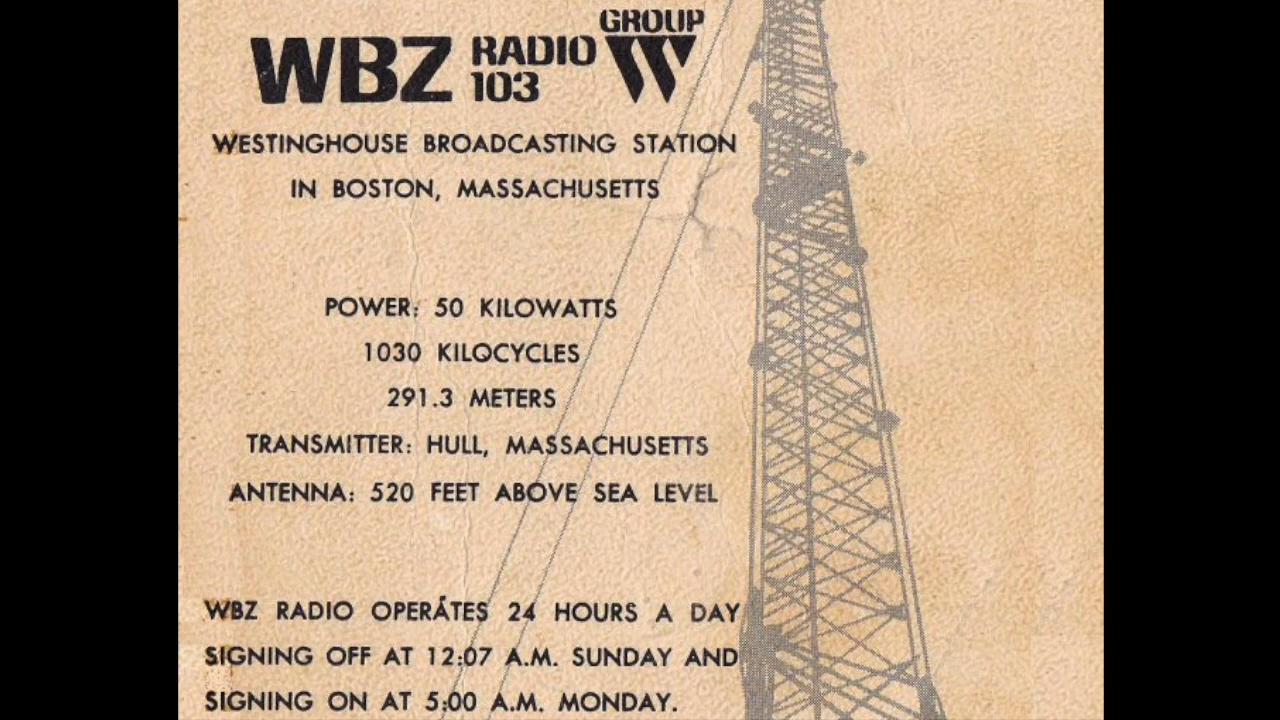 WBZ RADIO 103 GROUP W
WESTINGHOUSE BROADCASTING STATION
IN BOSTON, MASSACHUSETTS
POWER: 50 KILOWATTS
1030 KILOCYCLES
291.3 METERS
TRANSMITTER: HULL, MASSACHUSETTS
ANTENNA: 520 FEET ABOVE SEA LEVEL
WBZ RADIO OPERATES 24 HOURS A DAY
SIGNING OFF AT 12:07 A.M. SUNDAY AND
SIGNING ON AT 5:00 A.M. MONDAY.